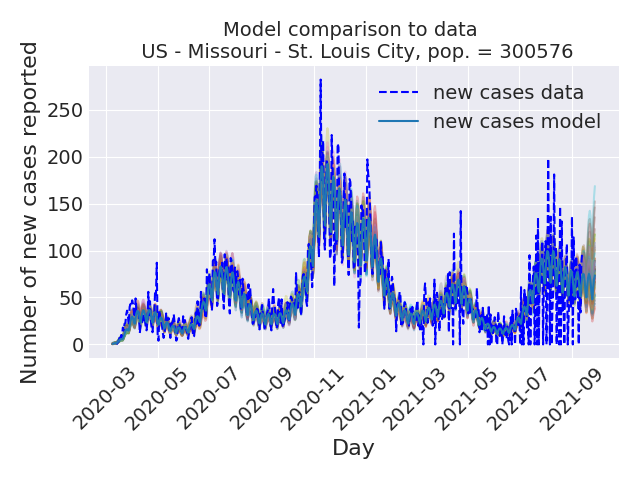 Model comparison to data
US - Missouri - St. Louis City, pop. = 300576
Number of new cases reported
250
200
150
100
50
0
new cases data
new cases model
2020-03
2020-05
2020-07
2020-09
2020-11
2021-01
2021-03
2021-05
2021-07
2021-09
Day